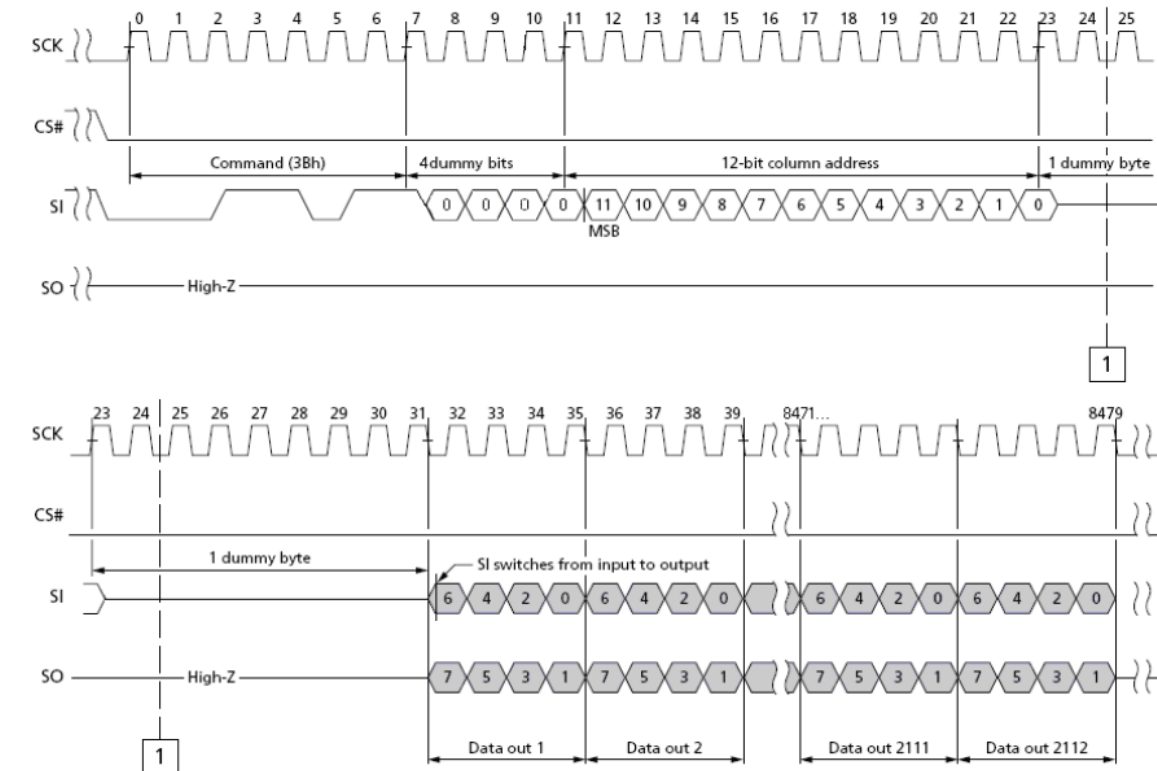 0 1 2 3 4 5 6 7 8 9 10 11 12 13 14 15 16 17 18 19 20 21 22 23 24 25
SCK
CS#
Command (3Bh) 4dummy bits 12-bit column address 1 dummy byte
SI 0 0 0 0 11 10 9 8 7 6 5 4 3 2 1 0
MSB
SO High-Z
1
23 24 25 26 27 28 29 30 31 32 33 34 35 36 37 38 39 8471... 8479
SCK
CS#
1 dummy byte SI switches from input to output
SI 6 4 2 0 6 4 2 0 6 4 2 0 6 4 2 0
SO High-Z 7 5 3 1 7 5 3 1 7 5 3 1 7 5 3 1
1 Data out 1 Data out 2 Data out 2111 Data out 2112